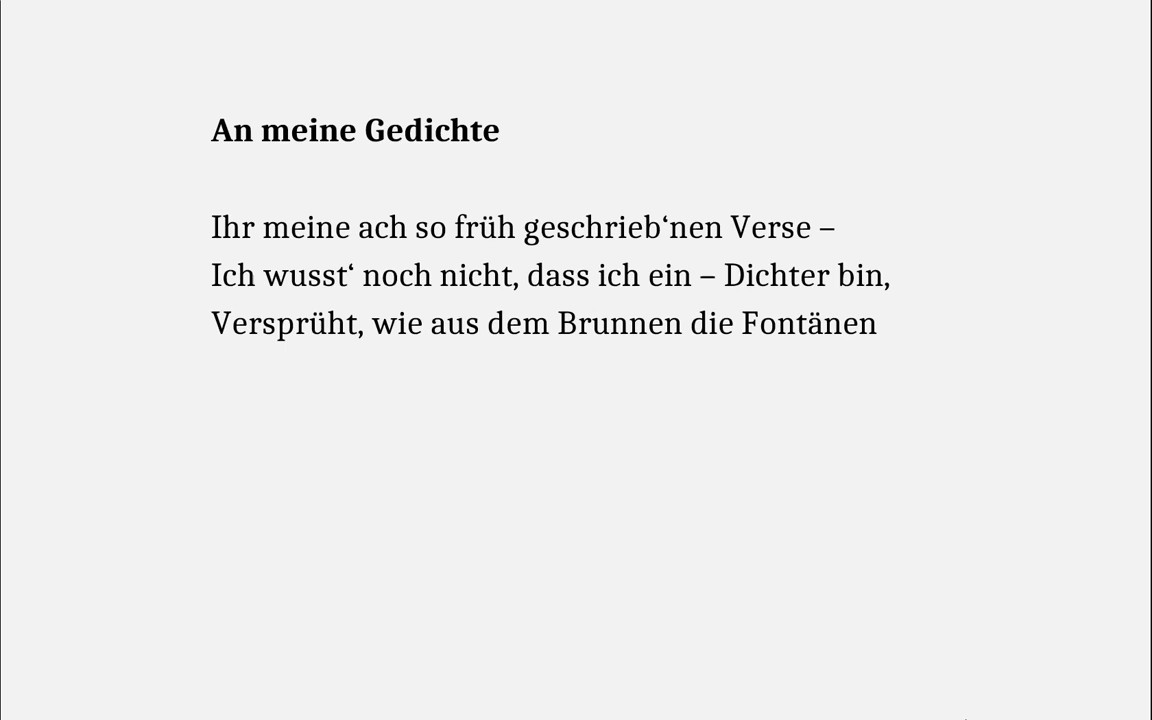 An meine Gedichte
Ihr meine ach so früh geschrieb‘nen Verse –
Ich wusst‘ noch nicht, dass ich ein – Dichter bin,
Versprüht, wie aus dem Brunnen die Fontänen